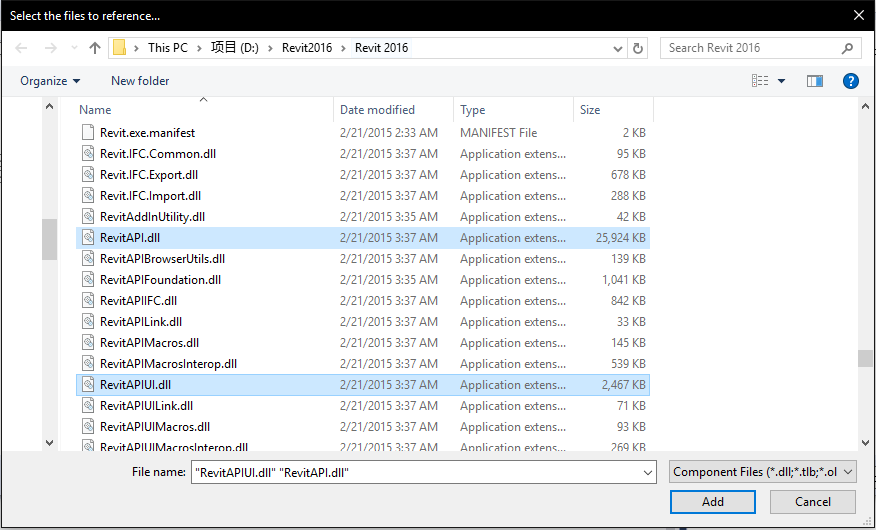 Select the files to reference...
This PC > 项目 (D:) > Revit2016 > Revit 2016
Search Revit 2016
Organize New folder
Name Date modified Type Size
Revit.exe.manifest 2/21/2015 2:33 AM MANIFEST File 2 KB
Revit.IFC.Common.dll 2/21/2015 3:37 AM Application extens... 95 KB
Revit.IFC.Export.dll 2/21/2015 3:37 AM Application extens... 678 KB
Revit.IFC.Import.dll 2/21/2015 3:37 AM Application extens... 288 KB
RevitAddInUtility.dll 2/21/2015 3:35 AM Application extens... 42 KB
RevitAPI.dll 2/21/2015 3:37 AM Application extens... 25,924 KB
RevitAPIBrowserUtils.dll 2/21/2015 3:37 AM Application extens... 139 KB
RevitAPIFoundation.dll 2/21/2015 3:35 AM Application extens... 1,041 KB
RevitAPIIFC.dll 2/21/2015 3:37 AM Application extens... 842 KB
RevitAPILink.dll 2/21/2015 3:37 AM Application extens... 33 KB
RevitAPIMacros.dll 2/21/2015 3:37 AM Application extens... 145 KB
RevitAPIMacrosInterop.dll 2/21/2015 3:37 AM Application extens... 539 KB
RevitAPIUI.dll 2/21/2015 3:37 AM Application extens... 2,467 KB
RevitAPIUILink.dll 2/21/2015 3:37 AM Application extens... 71 KB
RevitAPIUIMacros.dll 2/21/2015 3:37 AM Application extens... 93 KB
RevitAPIUIMacrosInterop.dll 2/21/2015 3:37 AM Application extens... 269 KB
File name: "RevitAPIUI.dll" "RevitAPI.dll"
Component Files (*.dll;*.tlb;*.ol
Add Cancel